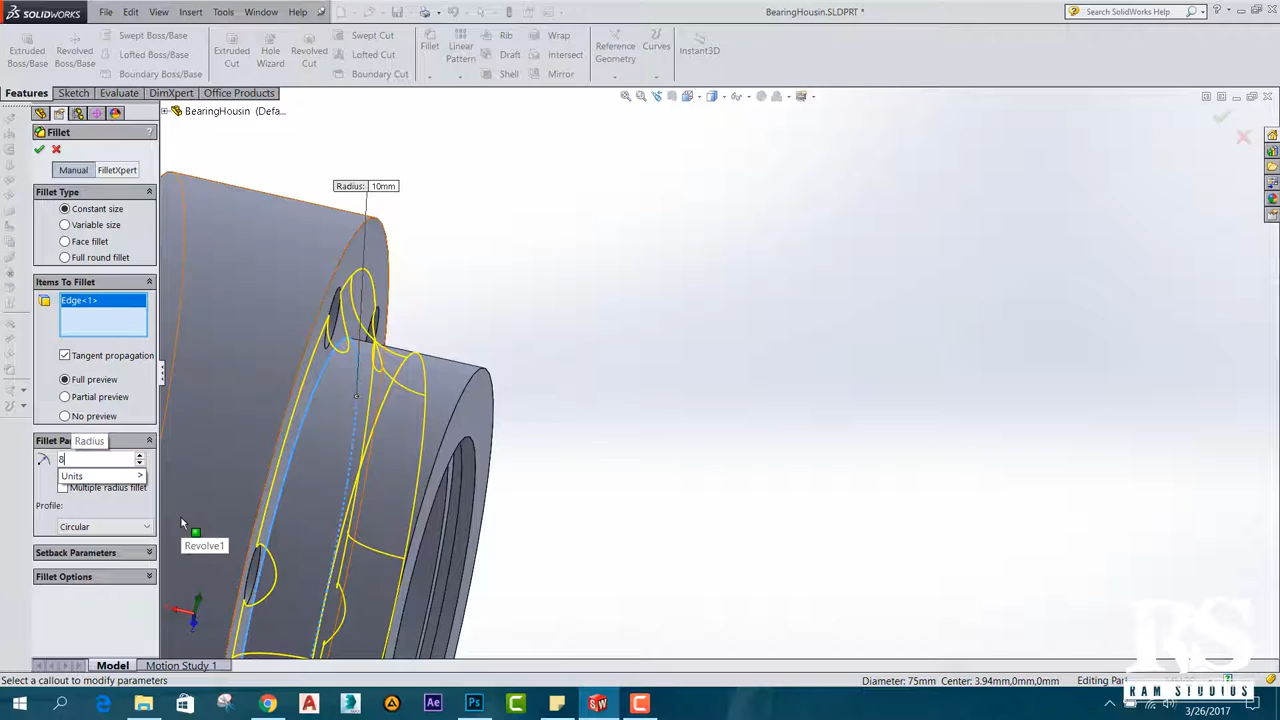 SOLIDWORKS File Edit View Insert Tools Window Help BearingHousin.SLDPRT * Search SolidWorks Help
Extruded Boss/Base Revolved Boss/Base Swept Boss/Base Lofted Boss/Base Boundary Boss/Base Extruded Cut Hole Wizard Revolved Cut Swept Cut Lofted Cut Boundary Cut Fillet Linear Pattern Rib Draft Shell Wrap Intersect Mirror Reference Geometry Curves Instant3D
Features Sketch Evaluate DimXpert Office Products
BearingHousin (Defa...
Fillet ?
Manual FilletXpert
Radius: 10mm
Fillet Type
Constant size
Variable size
Face fillet
Full round fillet
Items To Fillet
Edge<1>
Tangent propagation
Full preview
Partial preview
No preview
Fillet Pa
Radius
8
Units >
Multiple radius fillet
Profile:
Circular
Revolve1
Setback Parameters
Fillet Options
Z
Model Motion Study 1
Select a callout to modify parameters Diameter: 75mm Center: 3.94mm,0mm,0mm Editing Part
RS
RAM STUDIOS
3/26/2017